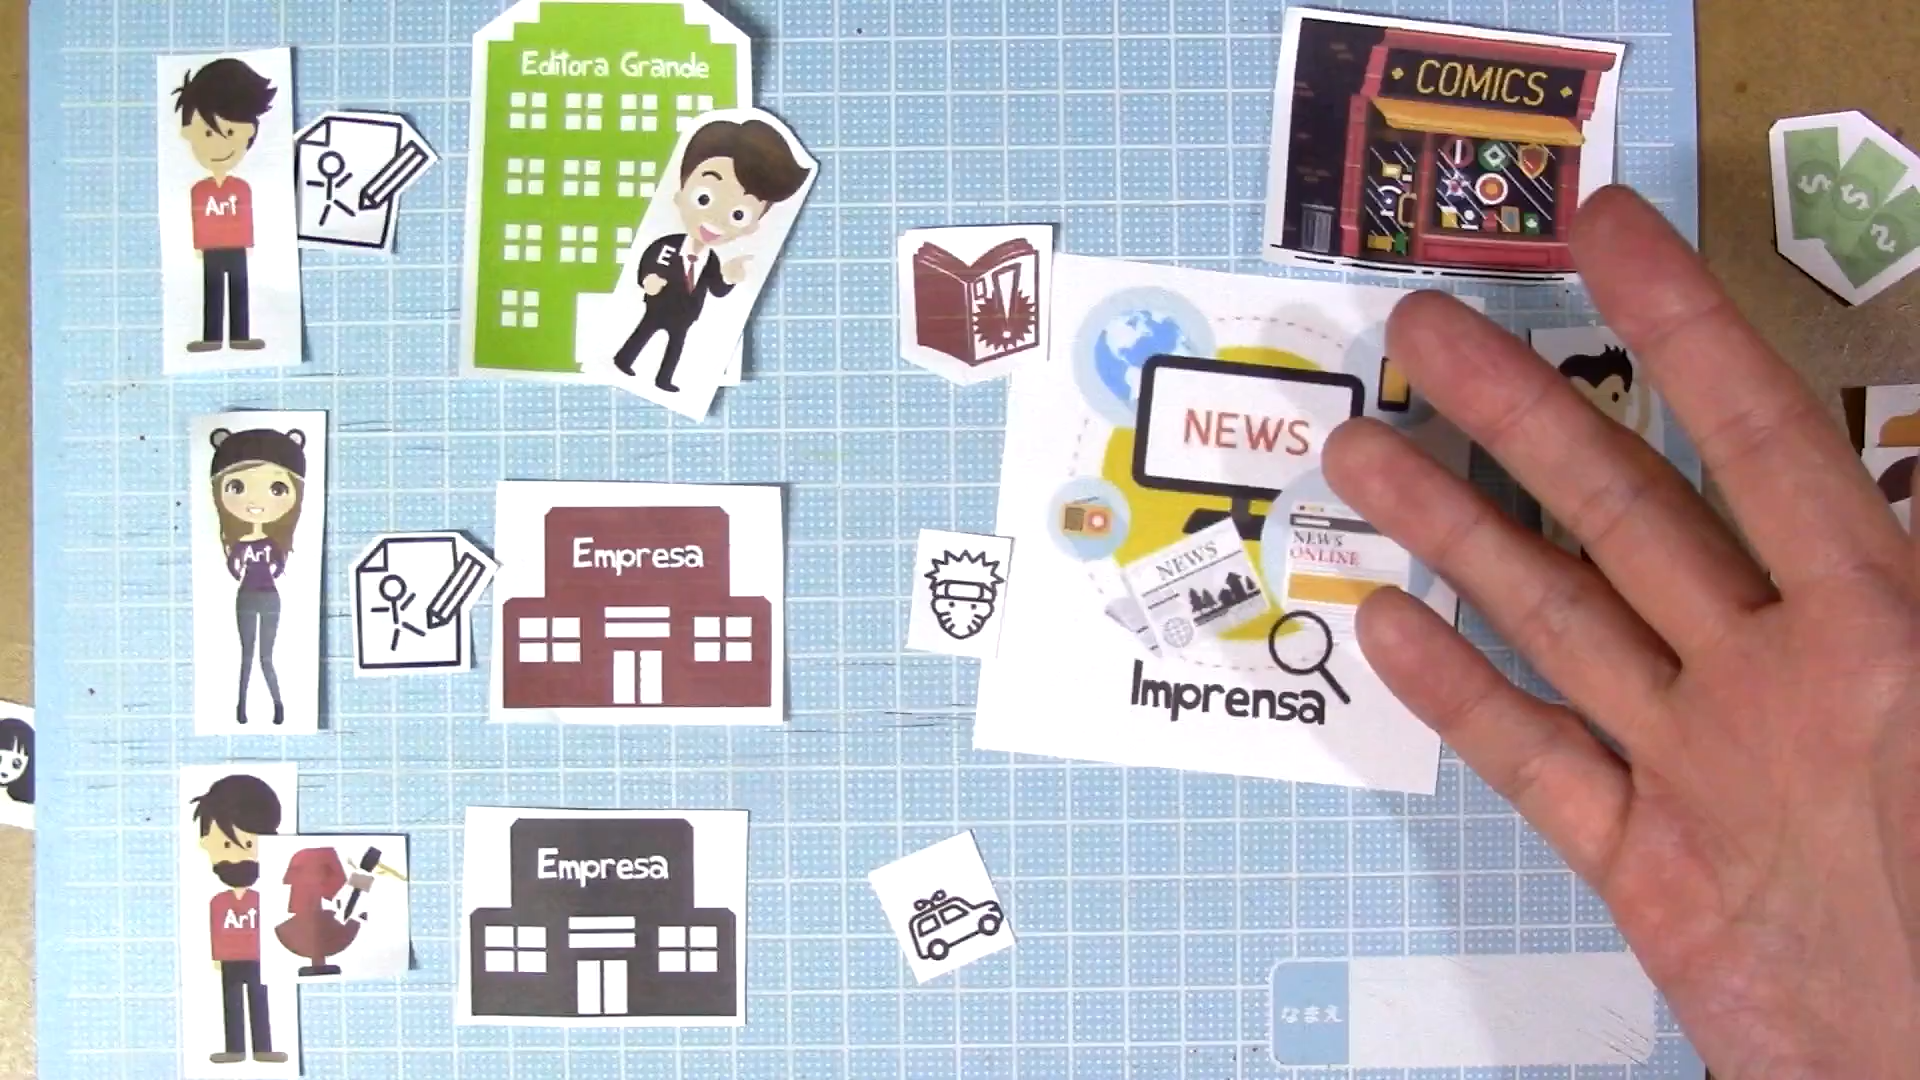 Editora Grande
COMICS
Art
E
$ $ $
NEWS
NEWS
ONLINE
NEWS
Art
Empresa
Imprensa
Empresa
Art
なまえ